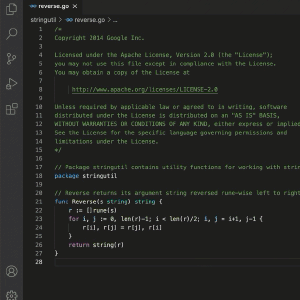 reverse.go ×
stringutil > reverse.go > ...
1 /*
2 Copyright 2014 Google Inc.
3
4 Licensed under the Apache License, Version 2.0 (the "License");
5 you may not use this file except in compliance with the License.
6 You may obtain a copy of the License at
7
8 http://www.apache.org/licenses/LICENSE-2.0
9
10 Unless required by applicable law or agreed to in writing, software
11 distributed under the License is distributed on an "AS IS" BASIS,
12 WITHOUT WARRANTIES OR CONDITIONS OF ANY KIND, either express or implie
13 See the License for the specific language governing permissions and
14 limitations under the License.
15 */
16
17 // Package stringutil contains utility functions for working with strin
18 package stringutil
19
20 // Reverse returns its argument string reversed rune-wise left to right
21 func Reverse(s string) string {
22 r := []rune(s)
23 for i, j := 0, len(r)-1; i < len(r)/2; i, j = i+1, j-1 {
24 r[i], r[j] = r[j], r[i]
25 }
26 return string(r)
27 }
28